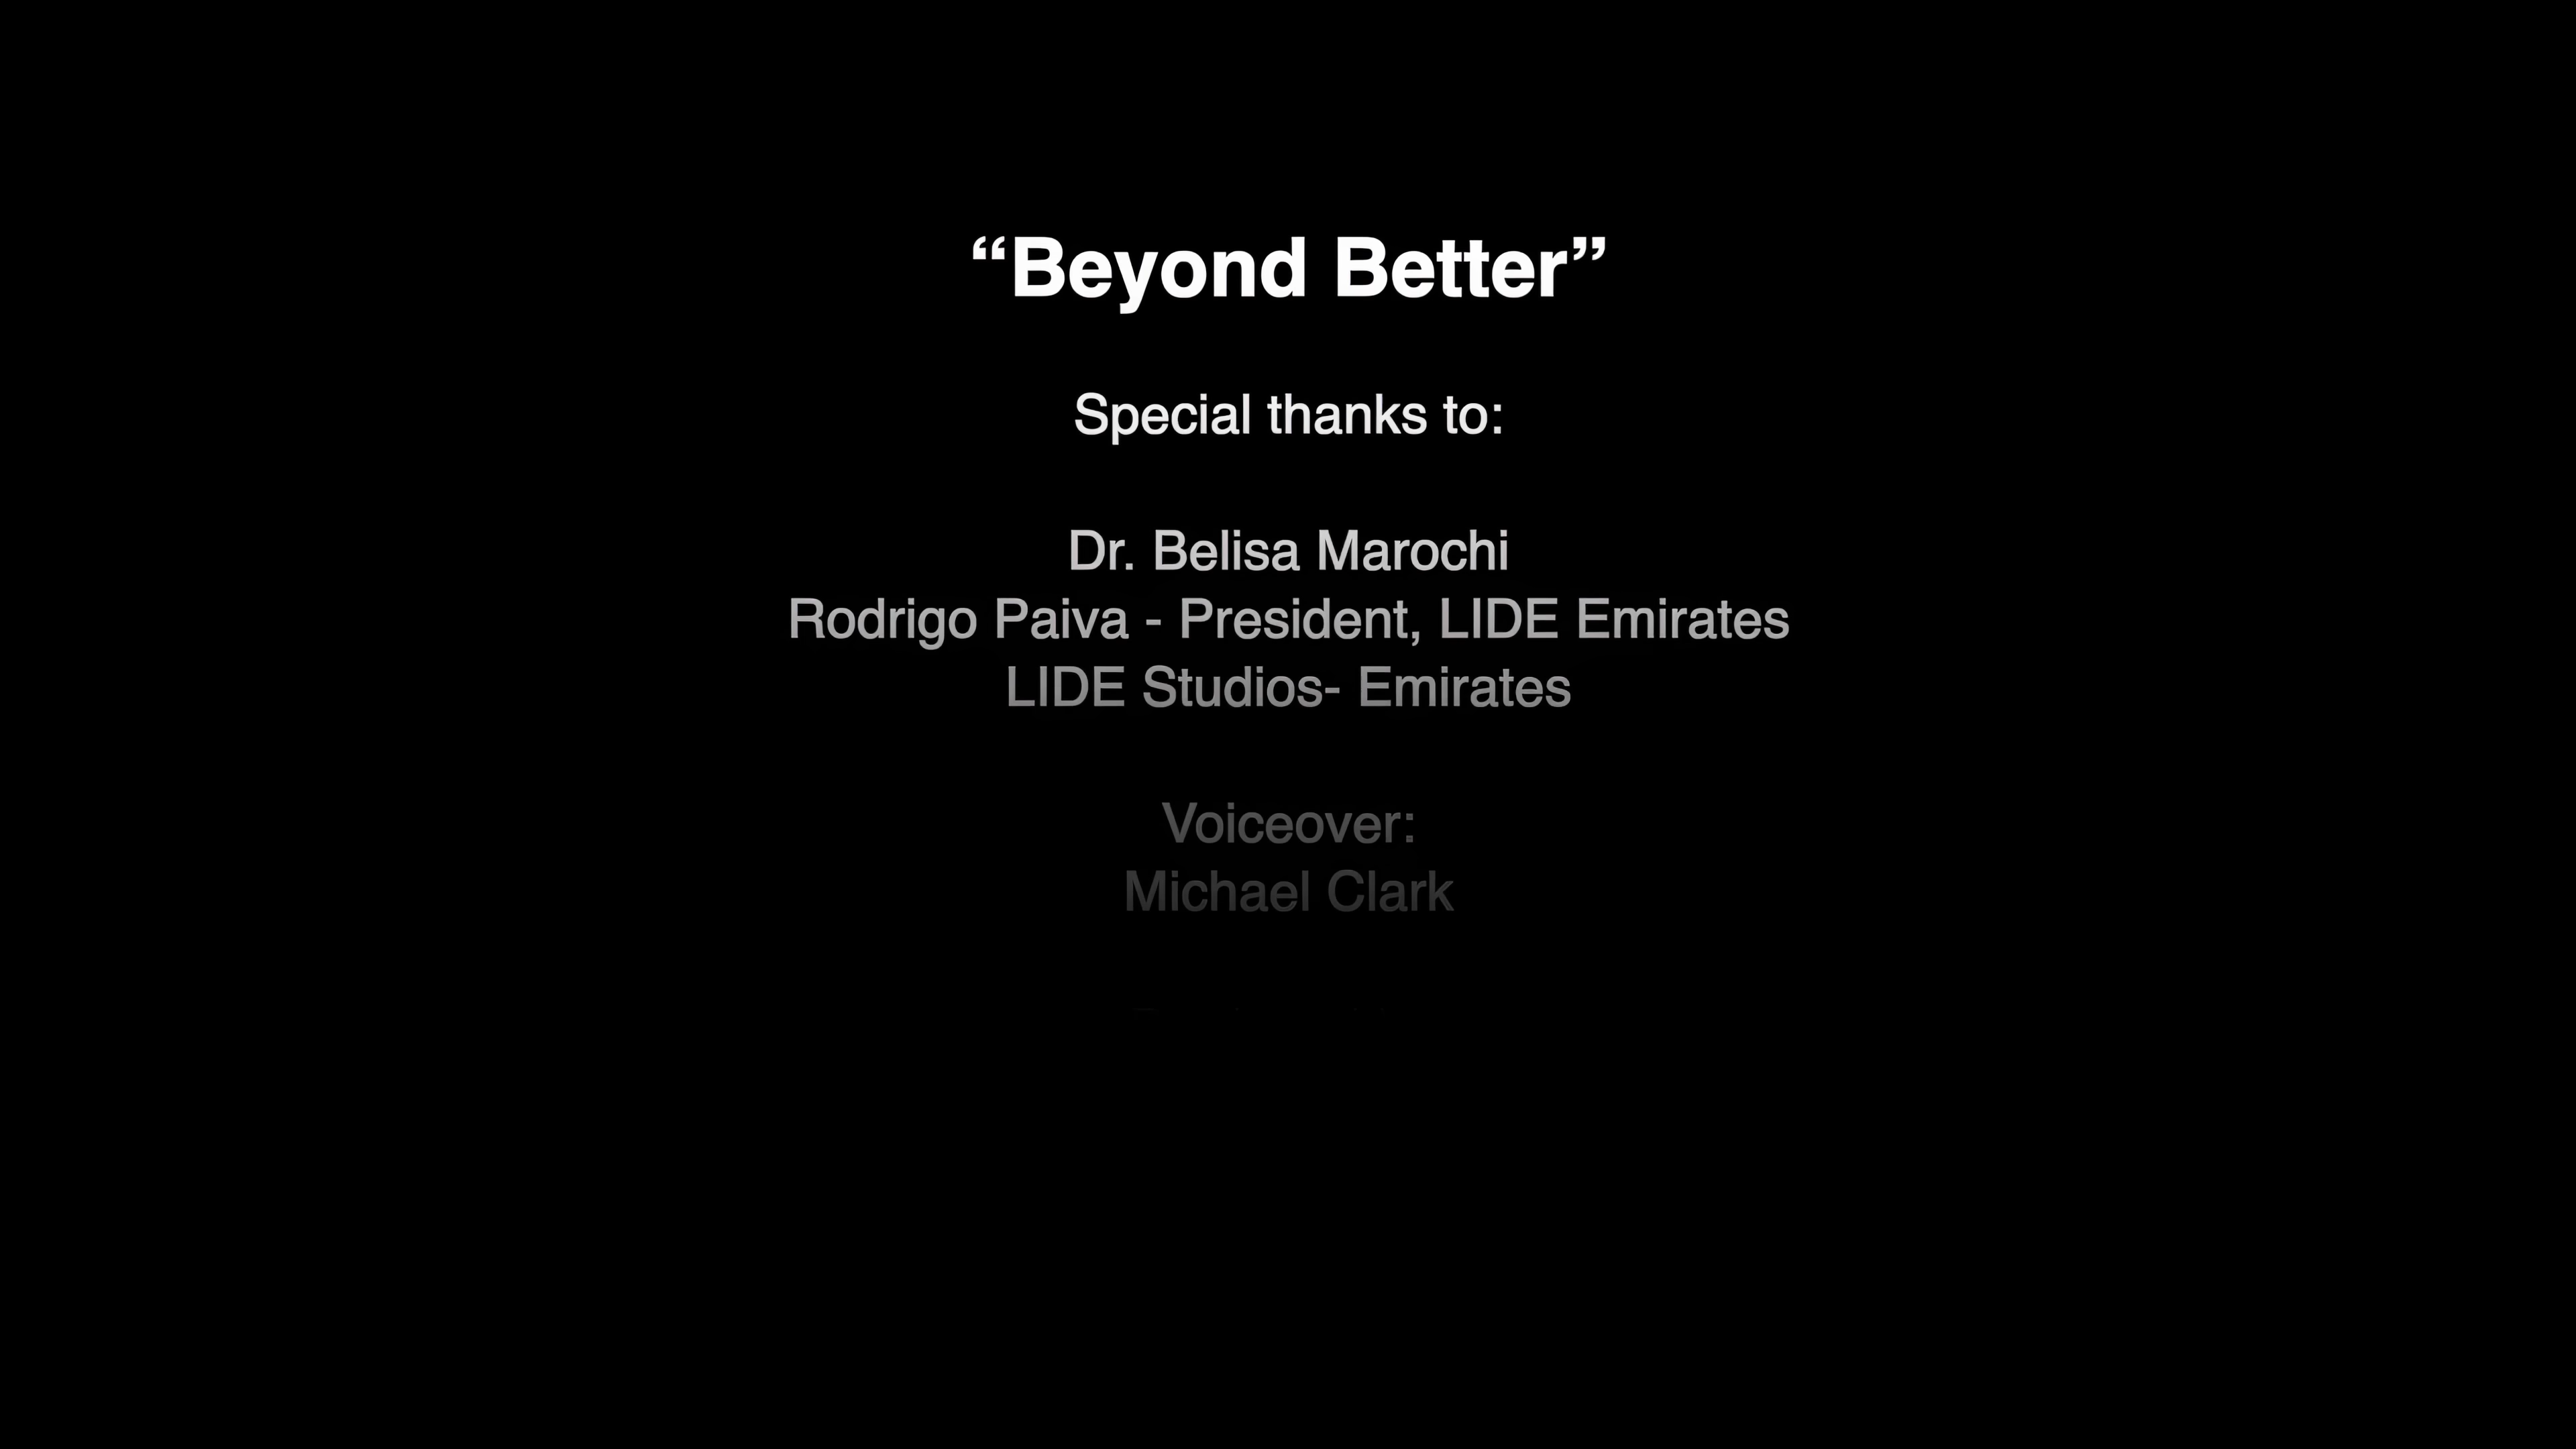 “Beyond Better”
Special thanks to:
Dr. Belisa Marochi
Rodrigo Paiva - President, LIDE Emirates
LIDE Studios- Emirates
Voiceover:
Michael Clark